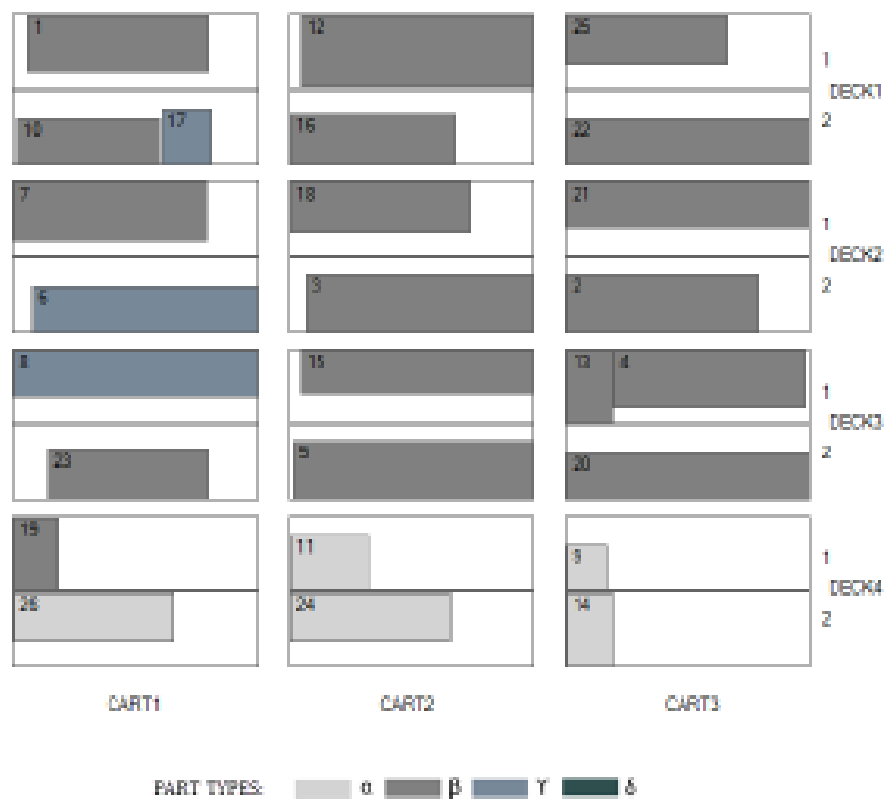 1 12 25
1
DECK1
10 17 16 22 2
7 18 21
1
DECK2
6 3 2 2
8 15 13 4
1
DECK3
23 5 20 2
19 11 9 1
DECK4
26 24 14 2
CART1 CART2 CART3
PART TYPES: α β ϒ δ